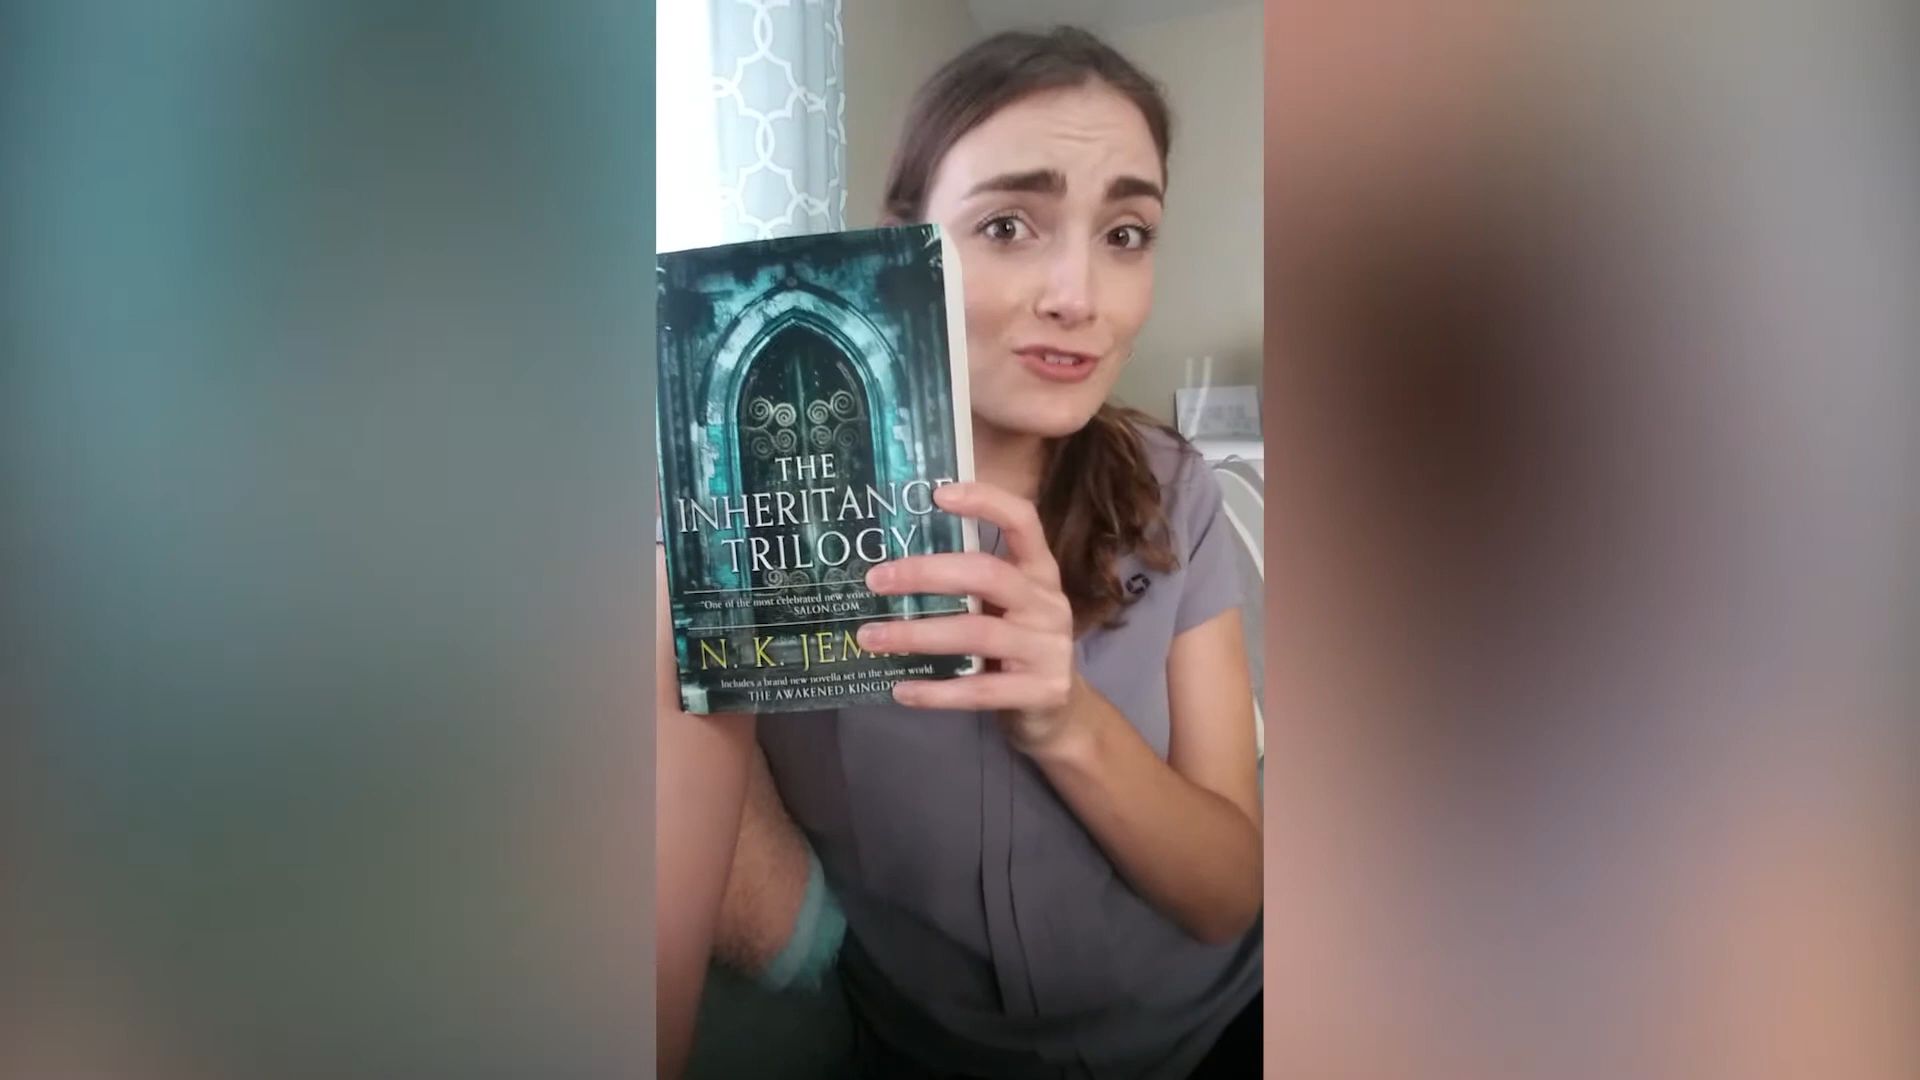 THE
INHERITANCE
TRILOGY
"One of the most celebrated new voices
SALON.COM
N. K. JEM
Includes a brand new novella set in the same world
THE AWAKENED KINGDO